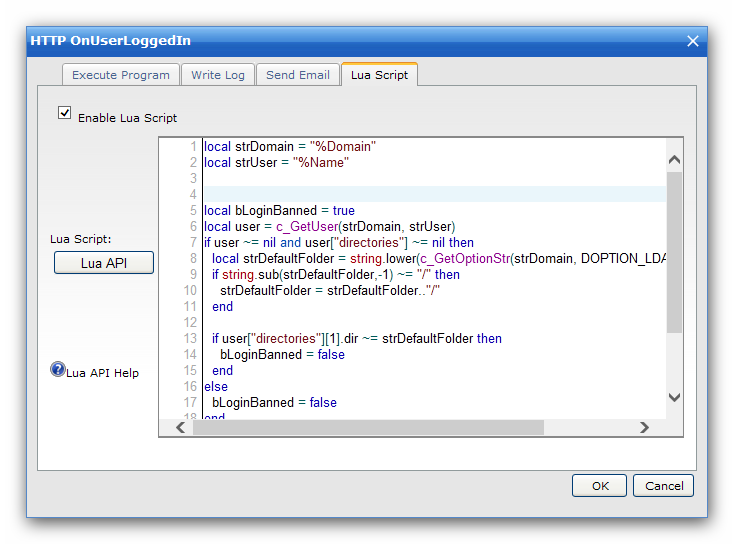 HTTP OnUserLoggedIn
Execute Program
Write Log
Send Email
Lua Script
Enable Lua Script
Lua Script:
Lua API
Lua API Help
1 local strDomain = "%Domain"
2 local strUser = "%Name"
3
4
5 local bLoginBanned = true
6 local user = c_GetUser(strDomain, strUser)
7 if user ~= nil and user["directories"] ~= nil then
8 local strDefaultFolder = string.lower(c_GetOptionStr(strDomain, DOPTION_LDA
9 if string.sub(strDefaultFolder,-1) ~= "/" then
10 strDefaultFolder = strDefaultFolder.."/"
11 end
12
13 if user["directories"][1].dir ~= strDefaultFolder then
14 bLoginBanned = false
15 end
16 else
17 bLoginBanned = false
18 end
OK
Cancel